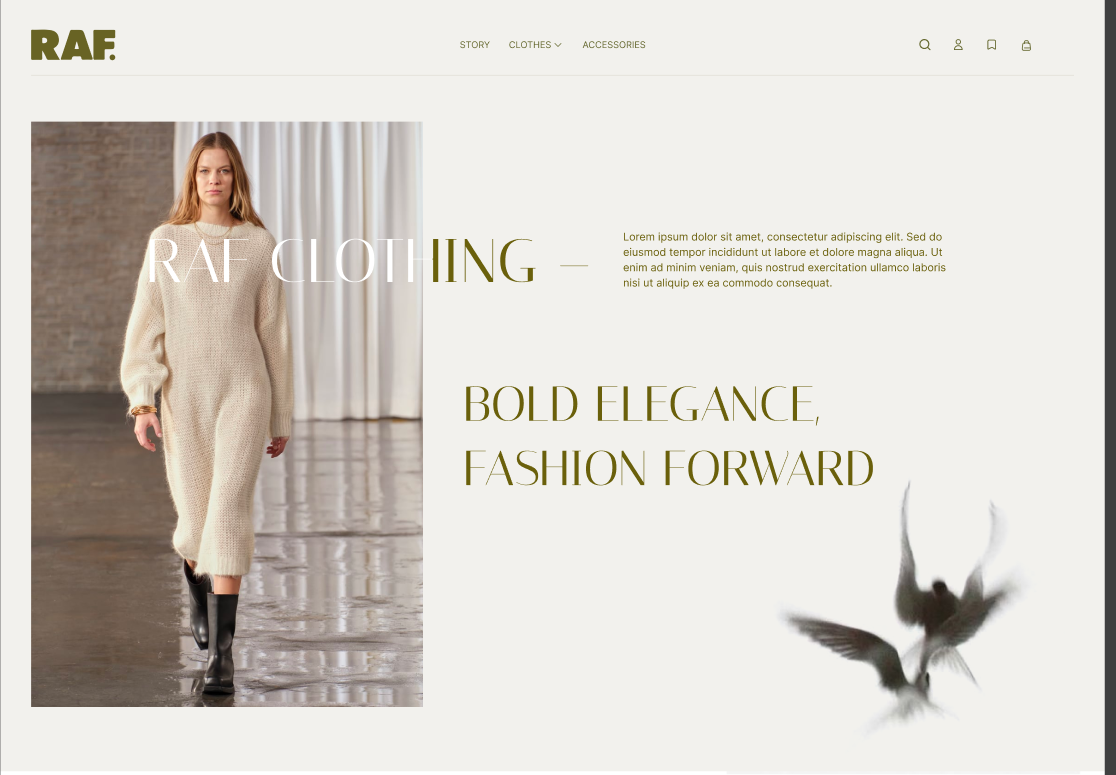 RAF.
STORY CLOTHES ACCESSORIES
RAF CLOTHING —
Lorem ipsum dolor sit amet, consectetur adipiscing elit. Sed do
eiusmod tempor incididunt ut labore et dolore magna aliqua. Ut
enim ad minim veniam, quis nostrud exercitation ullamco laboris
nisi ut aliquip ex ea commodo consequat.
BOLD ELEGANCE,
FASHION FORWARD